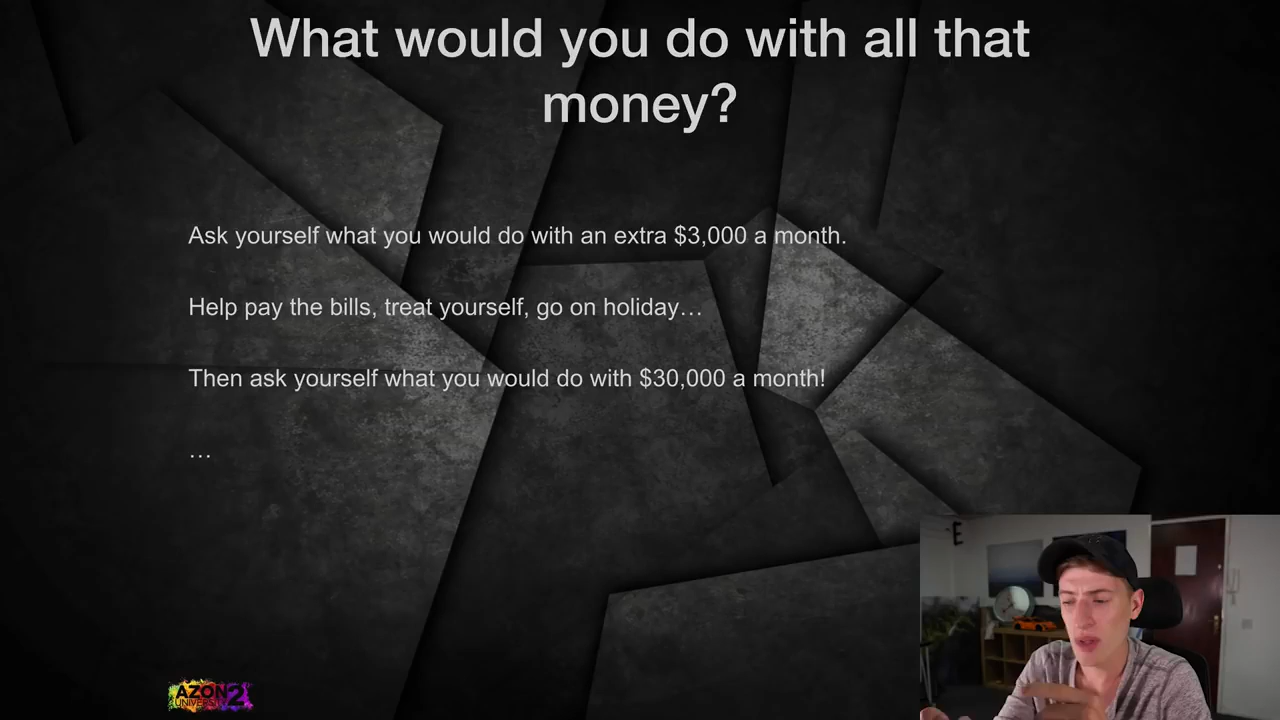 What would you do with all that
money?
Ask yourself what you would do with an extra $3,000 a month.
Help pay the bills, treat yourself, go on holiday…
Then ask yourself what you would do with $30,000 a month!
…
E
AZON 2
UNIVERSITY